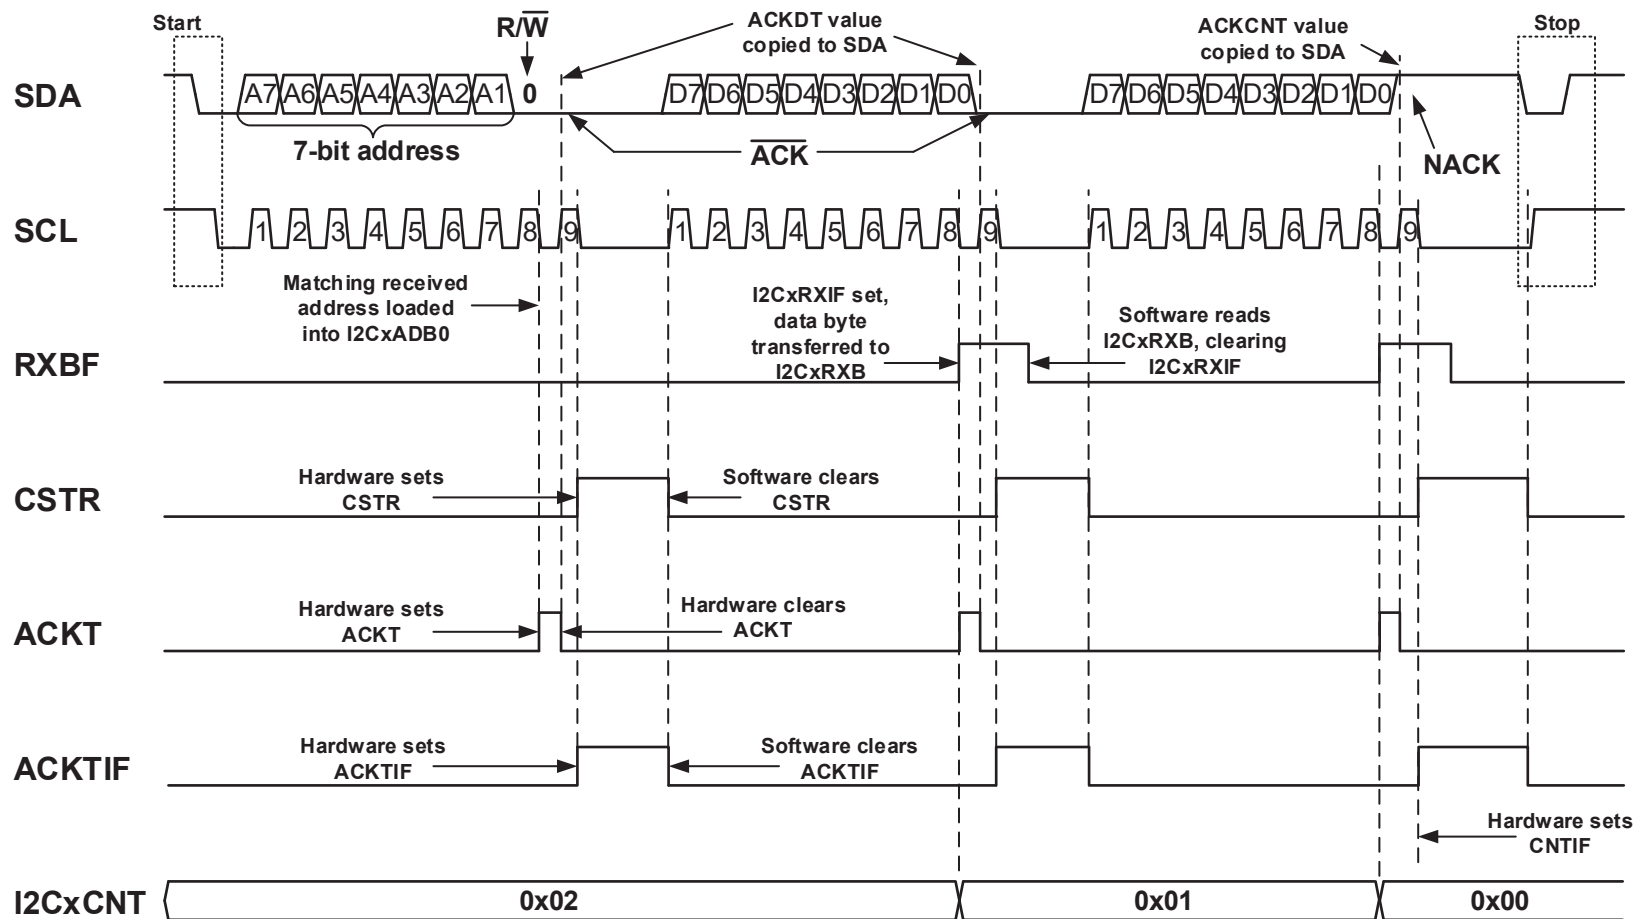 Start
R/W
ACKDT value
copied to SDA
ACKCNT value
copied to SDA
Stop
SDA
A7 A6 A5 A4 A3 A2 A1 0
D7 D6 D5 D4 D3 D2 D1 D0
D7 D6 D5 D4 D3 D2 D1 D0
7-bit address
ACK
NACK
SCL
1 2 3 4 5 6 7 8 9
1 2 3 4 5 6 7 8 9
1 2 3 4 5 6 7 8 9
Matching received
address loaded
into I2CxADB0
I2CxRXIF set,
data byte
transferred to
I2CxRXB
Software reads
I2CxRXB, clearing
I2CxRXIF
RXBF
Hardware sets
CSTR
Software clears
CSTR
CSTR
Hardware sets
ACKT
Hardware clears
ACKT
ACKT
Hardware sets
ACKTIF
Software clears
ACKTIF
ACKTIF
Hardware sets
CNTIF
I2CxCNT
0x02
0x01
0x00